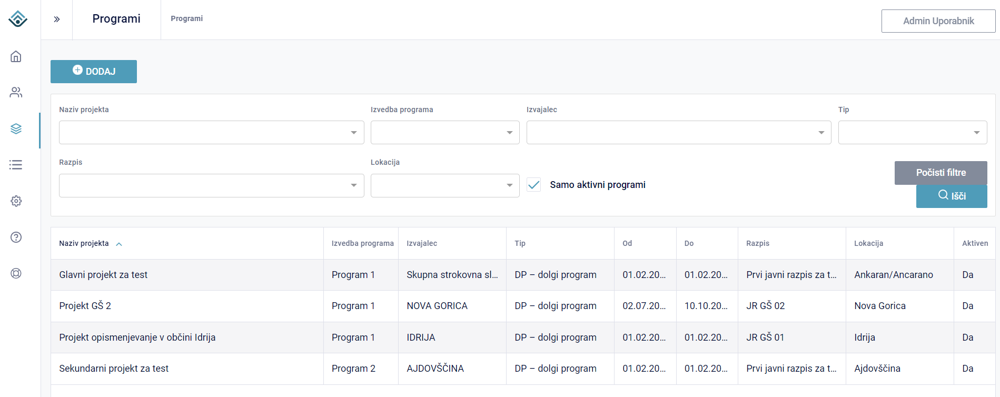 Programi
Programi
Admin Uporabnik
DODAJ
Naziv projekta
Izvedba programa
Izvajalec
Tip
Razpis
Lokacija
Samo aktivni programi
Počisti filtre
Išči
Naziv projekta Izvedba programa Izvajalec Tip Od Do Razpis Lokacija Aktiven
Glavni projekt za test Program 1 Skupna strokovna sl... DP – dolgi program 01.02.20... 01.02.20... Prvi javni razpis za t... Ankaran/Ancarano Da
Projekt GŠ 2 Program 1 NOVA GORICA DP – dolgi program 02.07.20... 10.10.20... JR GŠ 02 Nova Gorica Da
Projekt opismenjevanje v občini Idrija Program 1 IDRIJA DP – dolgi program 01.02.20... 01.02.20... JR GŠ 01 Idrija Da
Sekundarni projekt za test Program 2 AJDOVŠČINA DP – dolgi program 01.02.20... 01.02.20... Prvi javni razpis za t... Ajdovščina Da